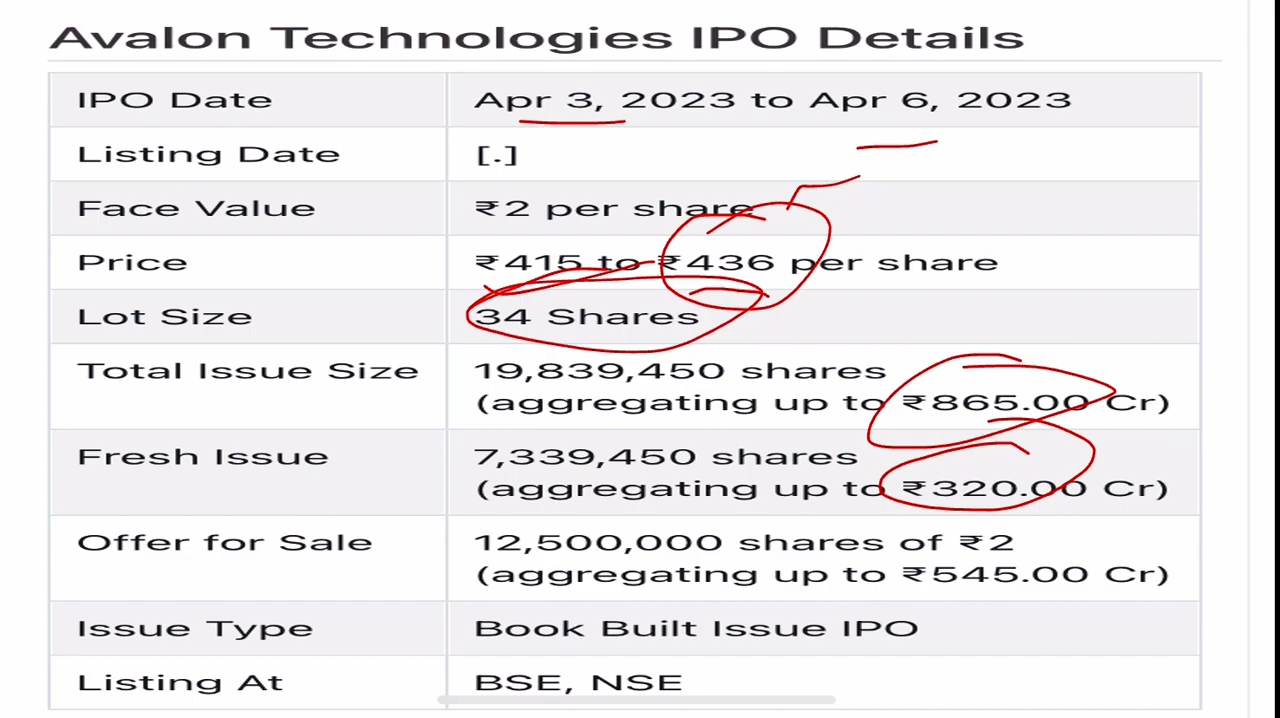 Avalon Technologies IPO Details
IPO Date Apr 3, 2023 to Apr 6, 2023
Listing Date [.]
Face Value ₹2 per share
Price ₹415 to ₹436 per share
Lot Size 34 Shares
Total Issue Size 19,839,450 shares
(aggregating up to ₹865.00 Cr)
Fresh Issue 7,339,450 shares
(aggregating up to ₹320.00 Cr)
Offer for Sale 12,500,000 shares of ₹2
(aggregating up to ₹545.00 Cr)
Issue Type Book Built Issue IPO
Listing At BSE, NSE